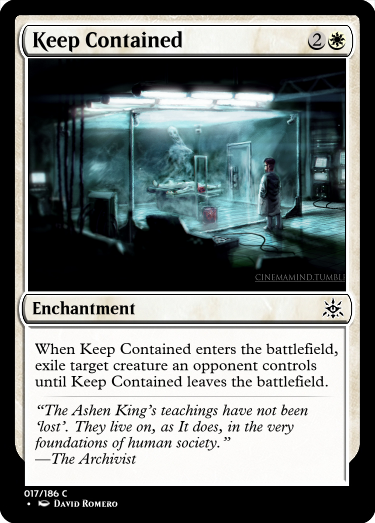 Keep Contained 2
CINEMAMIND.TUMBL
Enchantment
When Keep Contained enters the battlefield,
exile target creature an opponent controls
until Keep Contained leaves the battlefield.
“The Ashen King’s teachings have not been
‘lost’. They live on, as It does, in the very
foundations of human society.”
—The Archivist
017/186 C
• David Romero